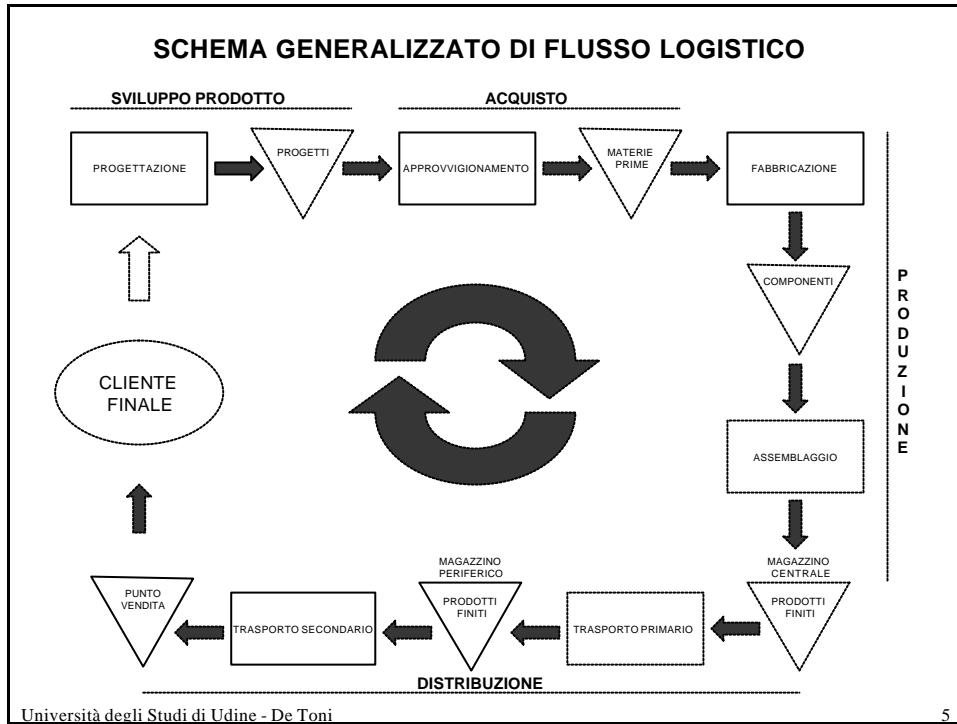 SCHEMA GENERALIZZATO DI FLUSSO LOGISTICO
SVILUPPO PRODOTTO
ACQUISTO
PROGETTAZIONE
PROGETTI
APPROVVIGIONAMENTO
MATERIE
PRIME
FABBRICAZIONE
COMPONENTI
PRODUZIONE
CLIENTE
FINALE
ASSEMBLAGGIO
MAGAZZINO
CENTRALE
PRODOTTI
FINITI
TRASPORTO PRIMARIO
MAGAZZINO
PERIFERICO
PRODOTTI
FINITI
TRASPORTO SECONDARIO
PUNTO
VENDITA
DISTRIBUZIONE
Università degli Studi di Udine - De Toni
5